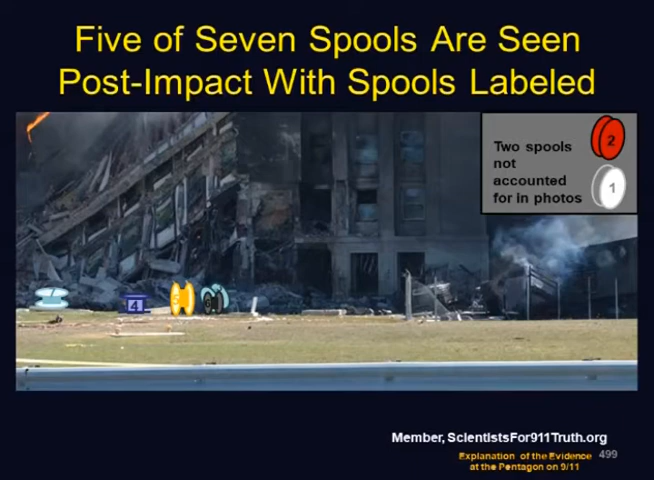 Five of Seven Spools Are Seen
Post-Impact With Spools Labeled
Two spools
not
accounted
for in photos
2
1
4
Member, ScientistsFor911Truth.org
Explanation of the Evidence
at the Pentagon on 9/11
499